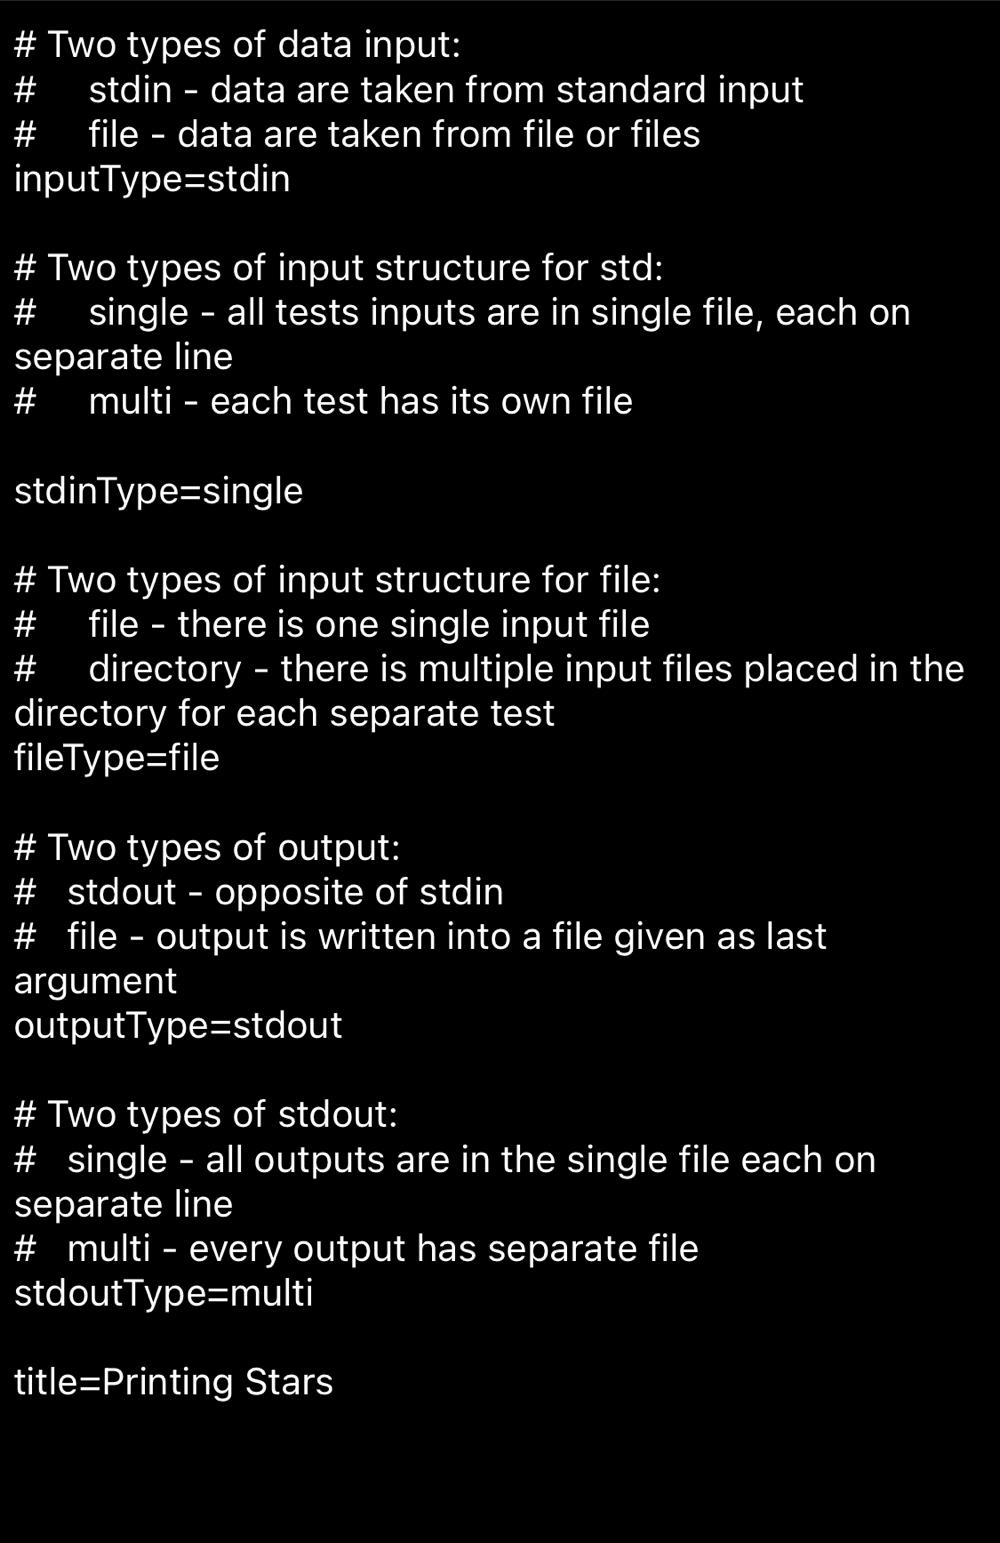 # Two types of data input:
#     stdin - data are taken from standard input
#     file - data are taken from file or files
inputType=stdin
# Two types of input structure for std:
#     single - all tests inputs are in single file, each on
separate line
#     multi - each test has its own file
stdinType=single
# Two types of input structure for file:
#     file - there is one single input file
#     directory - there is multiple input files placed in the
directory for each separate test
fileType=file
# Two types of output:
#   stdout - opposite of stdin
#   file - output is written into a file given as last
argument
outputType=stdout
# Two types of stdout:
#   single - all outputs are in the single file each on
separate line
#   multi - every output has separate file
stdoutType=multi
title=Printing Stars